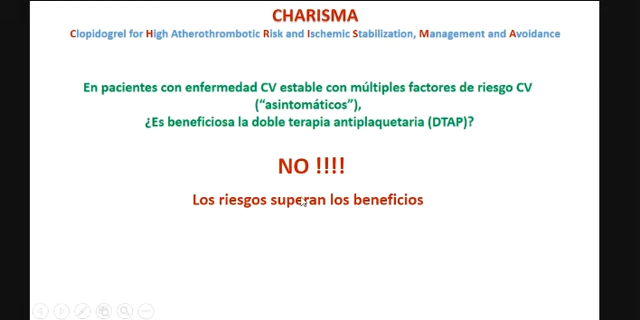 CHARISMA
Clopidogrel for High Atherothrombotic Risk and Ischemic Stabilization, Management and Avoidance
En pacientes con enfermedad CV estable con múltiples factores de riesgo CV
("asintomáticos"),
¿Es beneficiosa la doble terapia antiplaquetaria (DTAP)?
NO !!!!
Los riesgos superan los beneficios